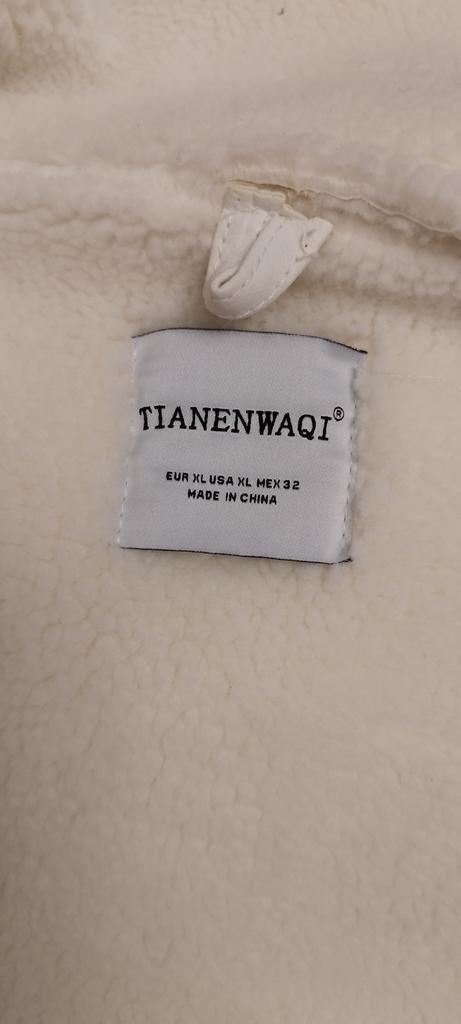 TIANENWAQI®
EUR XL USA XL MEX 32
MADE IN CHINA